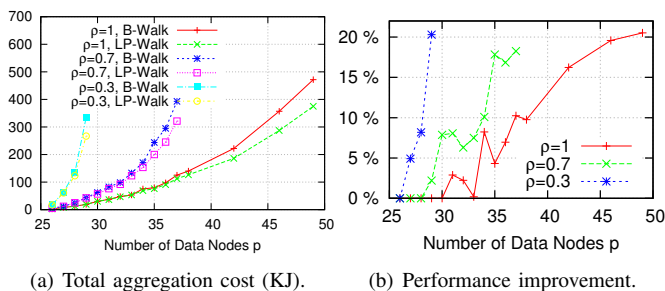 700
600
500
400
300
200
100
0
ρ=1, B-Walk
ρ=1, LP-Walk
ρ=0.7, B-Walk
ρ=0.7, LP-Walk
ρ=0.3, B-Walk
ρ=0.3, LP-Walk
25 30 35 40 45 50
Number of Data Nodes p
(a) Total aggregation cost (KJ).
20 %
15 %
10 %
5 %
0 %
ρ=1
ρ=0.7
ρ=0.3
25 30 35 40 45 50
Number of Data Nodes p
(b) Performance improvement.